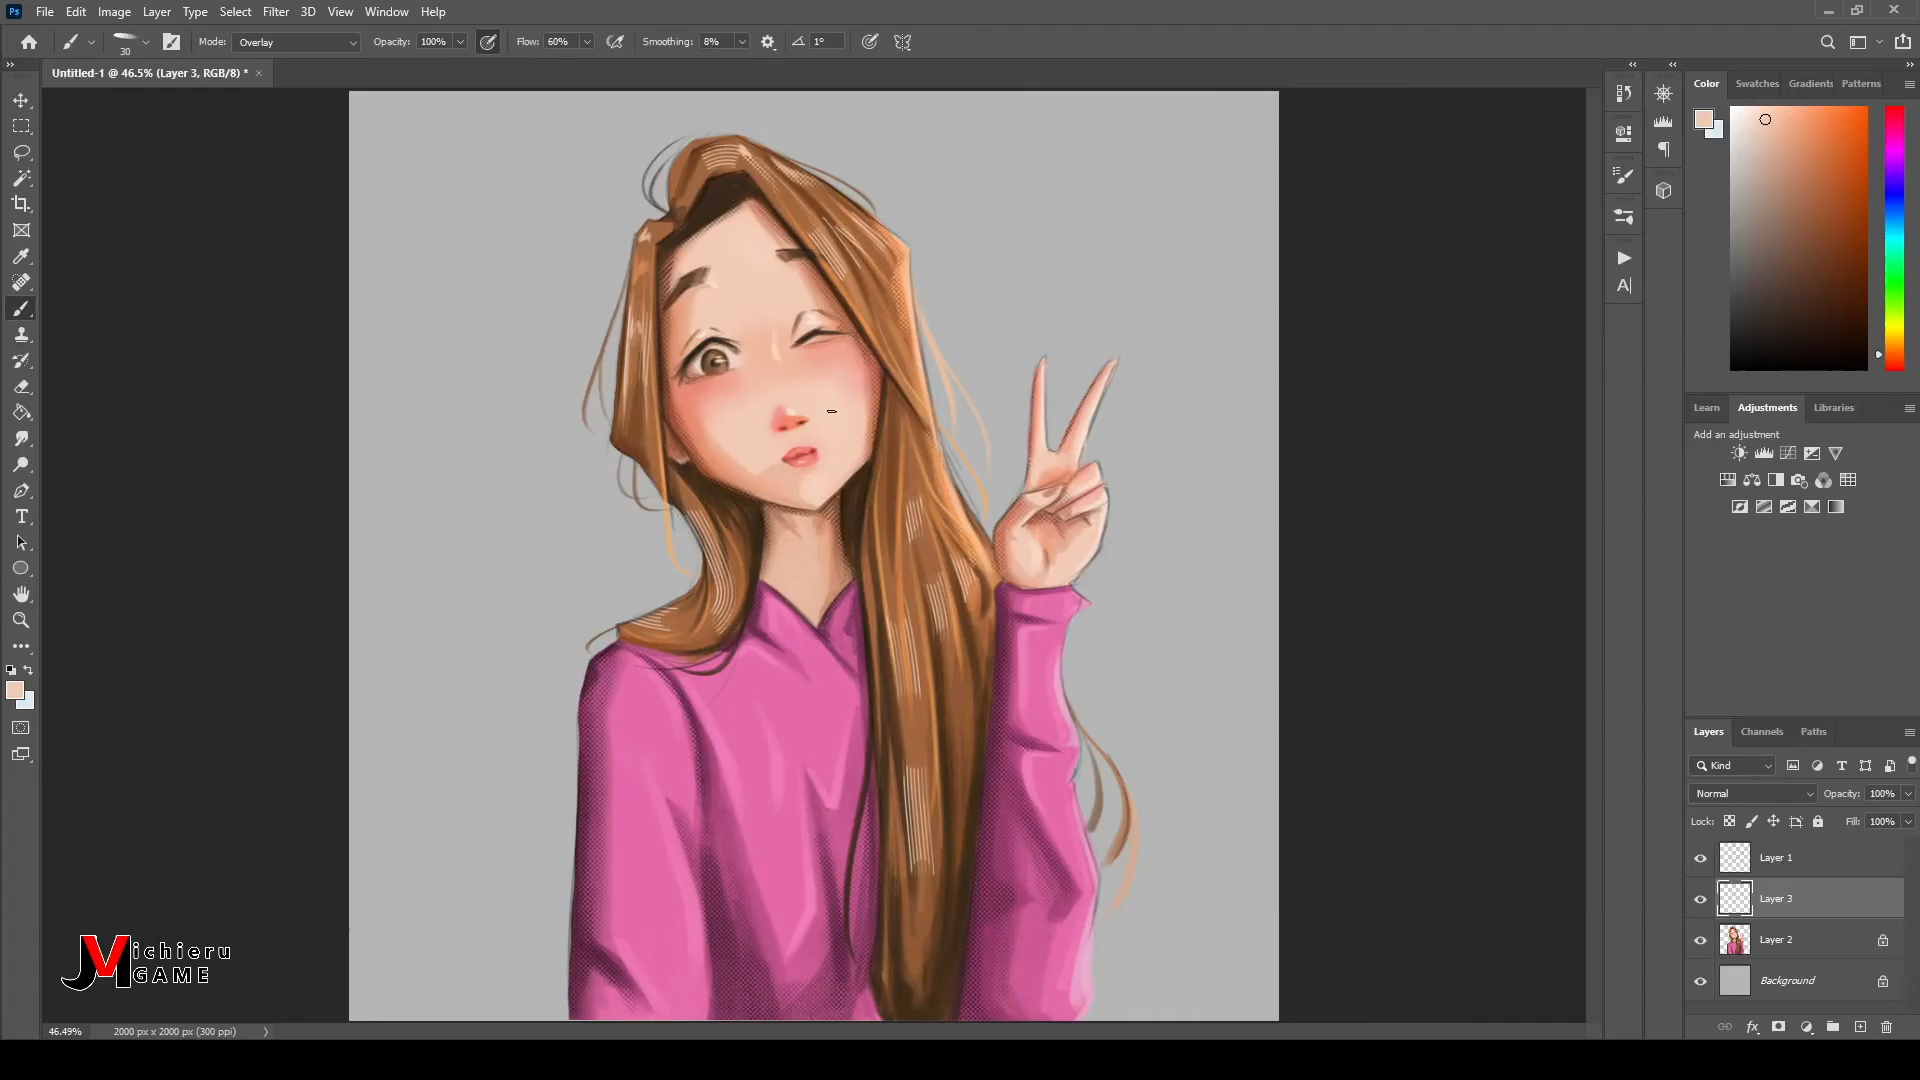 Ps File Edit Image Layer Type Select Filter 3D View Window Help
30 Mode: Overlay Opacity: 100% Flow: 60% Smoothing: 8% 1°
Untitled-1 @ 46.5% (Layer 3, RGB/8) * ×
Color Swatches Gradients Patterns
Learn Adjustments Libraries
Add an adjustment
Layers Channels Paths
Kind
Normal Opacity: 100%
Lock: Fill: 100%
Layer 1
Layer 3
Layer 2
Background
Vichieru
GAME
46.49% 2000 px x 2000 px (300 ppi)